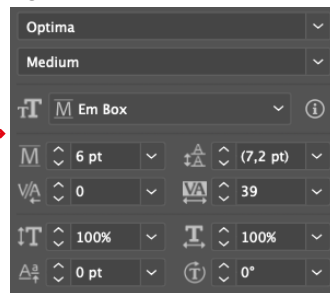 Optima
Medium
Em Box
6 pt (7,2 pt)
0 39
100% 100%
0 pt 0°